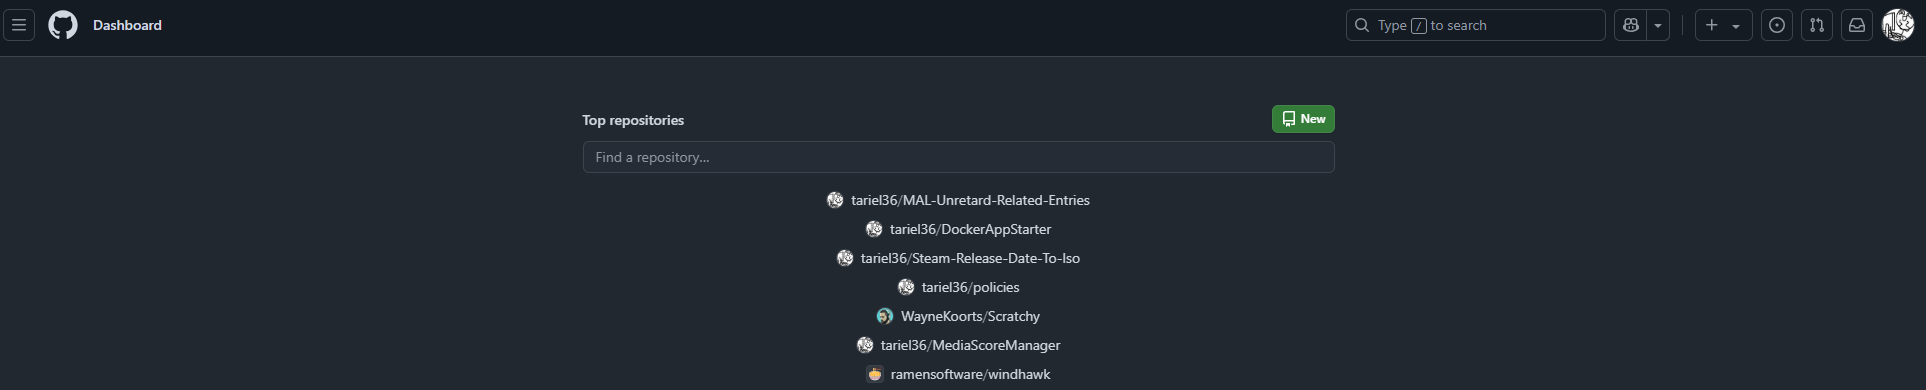 Dashboard
Type / to search
Top repositories
New
Find a repository...
tariel36/MAL-Unretard-Related-Entries
tariel36/DockerAppStarter
tariel36/Steam-Release-Date-To-Iso
tariel36/policies
WayneKoorts/Scratchy
tariel36/MediaScoreManager
ramensoftware/windhawk